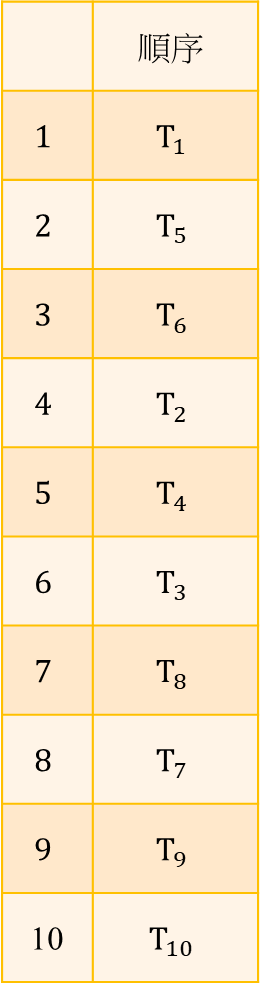 順序
1 T₁
2 T₅
3 T₆
4 T₂
5 T₄
6 T₃
7 T₈
8 T₇
9 T₉
10 T₁₀